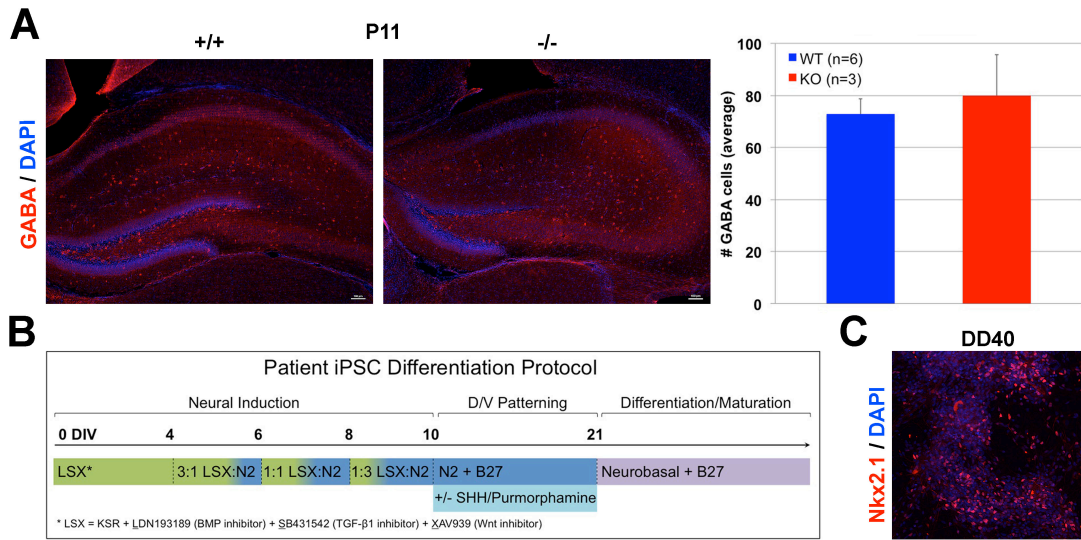 A
P11
+/+
-/-
GABA / DAPI
100
80
60
40
20
0
# GABA cells (average)
WT (n=6)
KO (n=3)
B
Patient iPSC Differentiation Protocol
Neural Induction
D/V Patterning
Differentiation/Maturation
0 DIV 4 6 8 10 21
LSX* 3:1 LSX:N2 1:1 LSX:N2 1:3 LSX:N2 N2 + B27 Neurobasal + B27
+/- SHH/Purmorphamine
* LSX = KSR + LDN193189 (BMP inhibitor) + SB431542 (TGF-β1 inhibitor) + XAV939 (Wnt inhibitor)
C
DD40
Nkx2.1 / DAPI